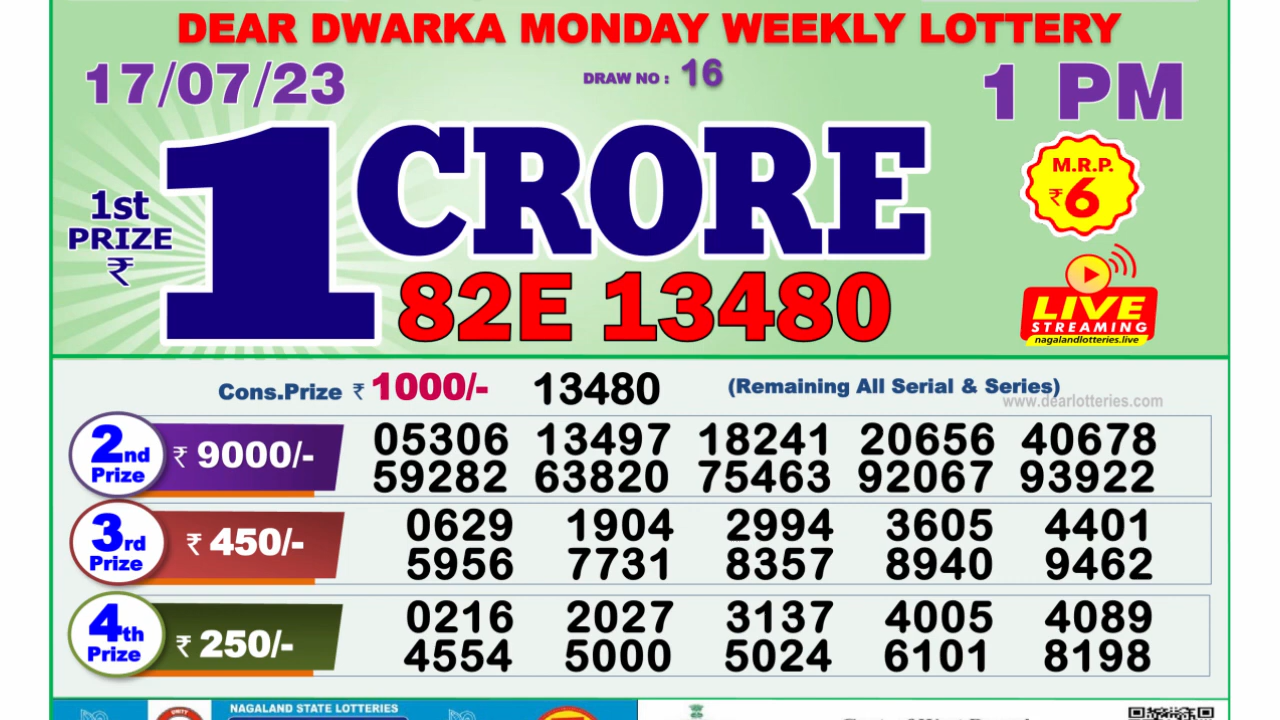 DEAR DWARKA MONDAY WEEKLY LOTTERY
17/07/23 DRAW NO : 16 1 PM
1st PRIZE ₹ 1 CRORE
M.R.P. ₹6
82E 13480
LIVE
STREAMING
nagalandlotteries.live
Cons.Prize ₹ 1000/- 13480 (Remaining All Serial & Series)
www.dearlotteries.com
2nd Prize ₹ 9000/-
05306 13497 18241 20656 40678
59282 63820 75463 92067 93922
3rd Prize ₹ 450/-
0629 1904 2994 3605 4401
5956 7731 8357 8940 9462
4th Prize ₹ 250/-
0216 2027 3137 4005 4089
4554 5000 5024 6101 8198
NAGALAND STATE LOTTERIES